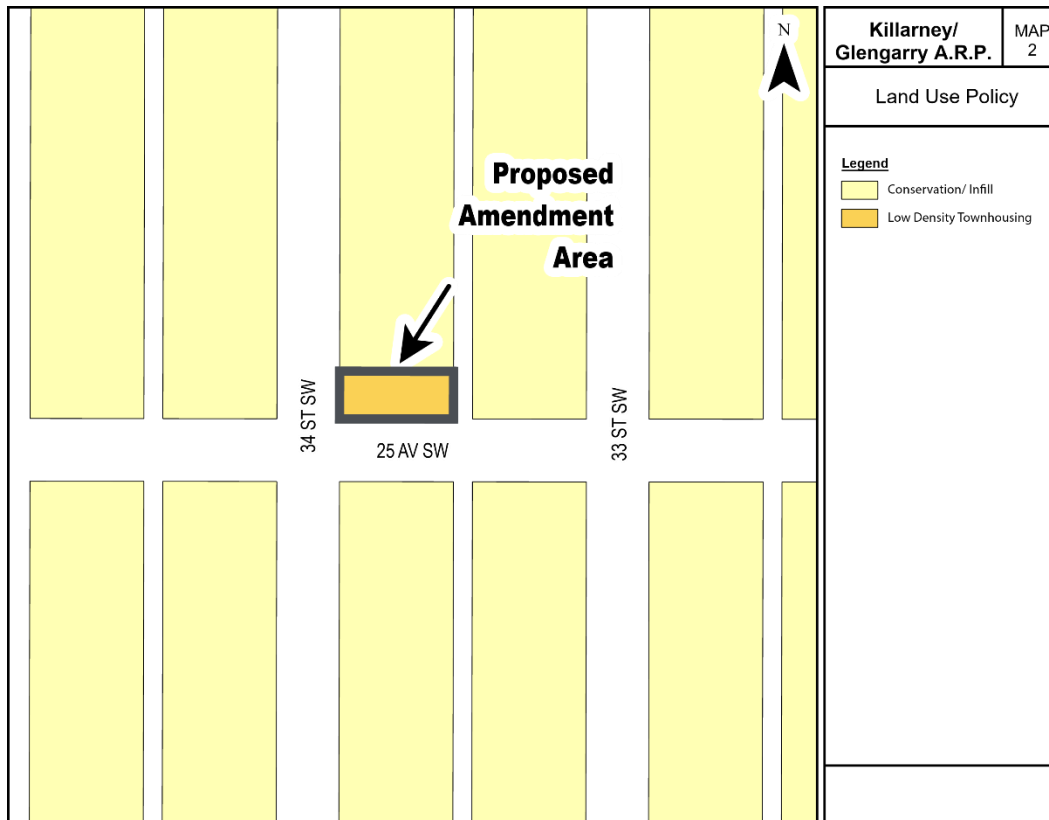 N
Proposed
Amendment
Area
34 ST SW
25 AV SW
33 ST SW
Killarney/
Glengarry A.R.P.
MAP
2
Land Use Policy
Legend
Conservation/ Infill
Low Density Townhousing